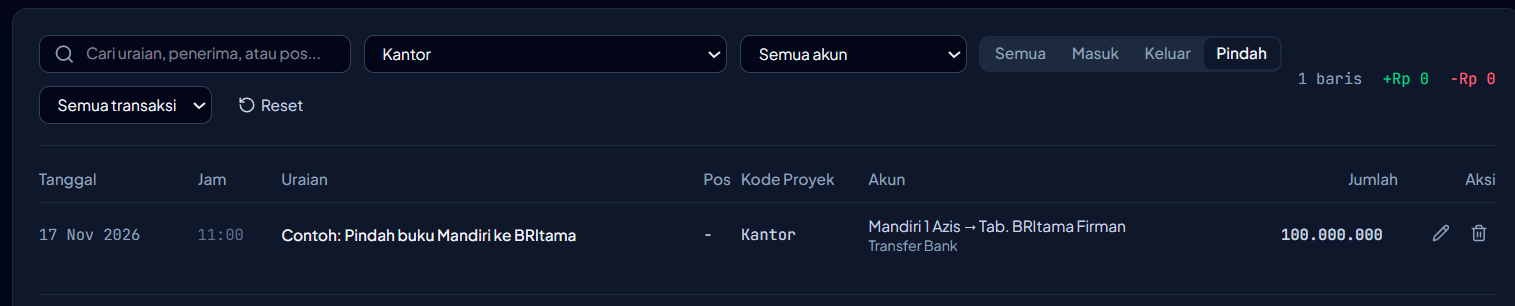 Cari uraian, penerima, atau pos... Kantor Semua akun Semua Masuk Keluar Pindah
1 baris +Rp 0 -Rp 0
Semua transaksi Reset
Tanggal Jam Uraian Pos Kode Proyek Akun Jumlah Aksi
17 Nov 2026 11:00 Contoh: Pindah buku Mandiri ke BRItama - Kantor Mandiri 1 Azis → Tab. BRItama Firman 100.000.000
Transfer Bank